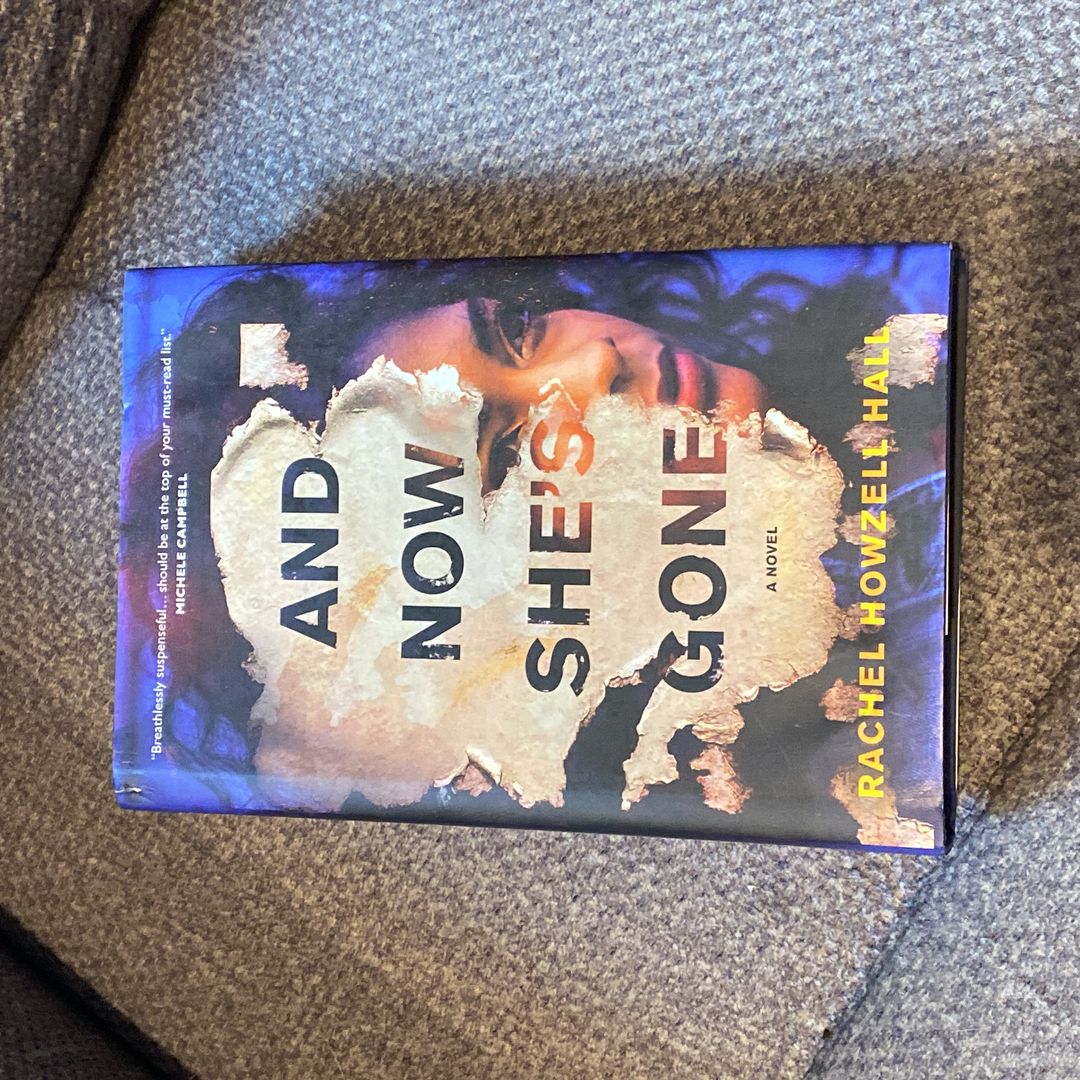 “Breathlessly suspenseful... should be at the top of your must-read list.”
MICHELE CAMPBELL
AND
NOW
SHE'S
GONE
A NOVEL
RACHEL HOWZELL HALL